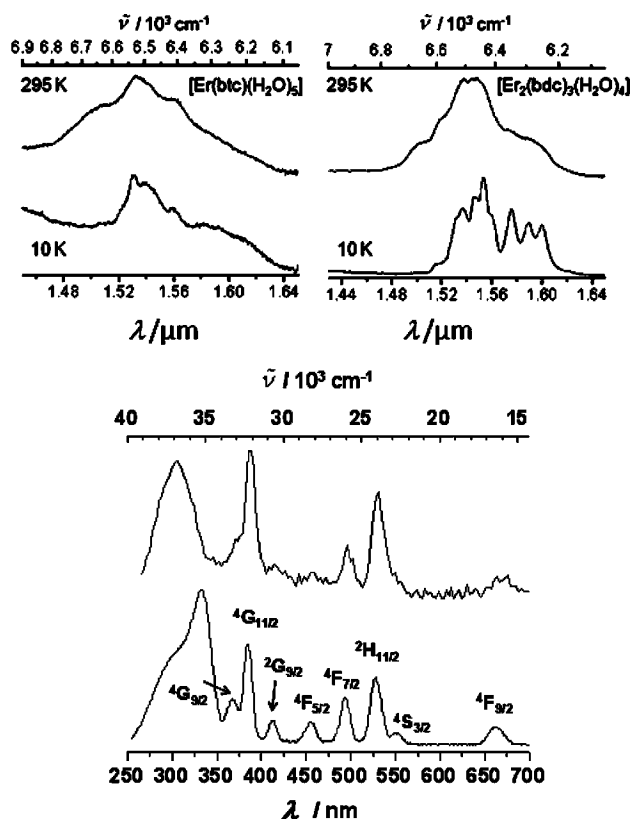 ν̃ / 10³ cm⁻¹
6.9 6.8 6.7 6.6 6.5 6.4 6.3 6.2 6.1
295 K [Er(btc)(H₂O)₅]
10 K
1.48 1.52 1.56 1.60 1.64
λ /μm
ν̃ / 10³ cm⁻¹
7 6.8 6.6 6.4 6.2
295 K [Er₂(bdc)₃(H₂O)₄]
10 K
1.44 1.48 1.52 1.56 1.60 1.64
λ /μm
ν̃ / 10³ cm⁻¹
40 35 30 25 20 15
⁴G₁₁/₂
²H₁₁/₂
²G₉/₂
⁴F₇/₂
⁴G₉/₂
⁴F₅/₂
⁴F₉/₂
⁴S₃/₂
250 300 350 400 450 500 550 600 650 700
λ / nm